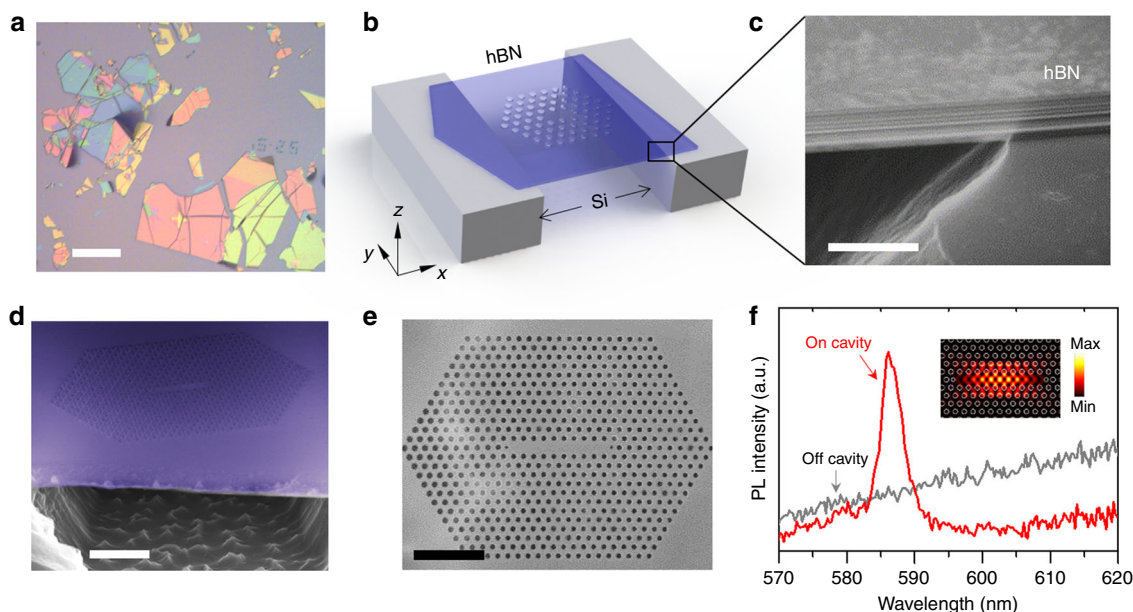 a
b
c
hBN
hBN
Si
z
y
x
d
e
f
On cavity
Off cavity
Max
Min
PL intensity (a.u.)
570 580 590 600 610 620
Wavelength (nm)